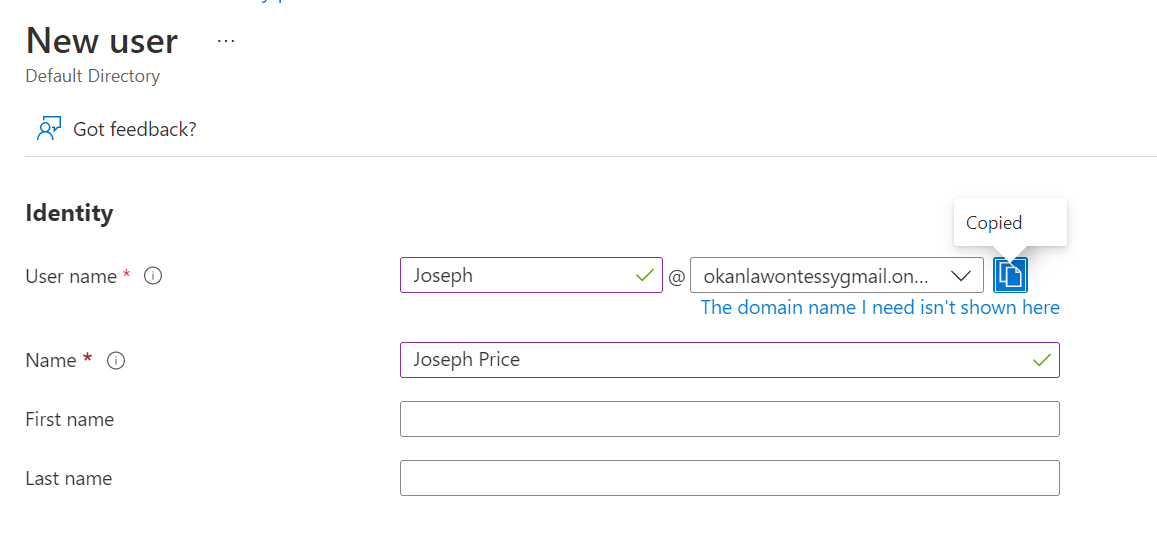 New user ...
Default Directory
Got feedback?
Identity
Copied
User name * Joseph @ okanlawontessygmail.on...
The domain name I need isn't shown here
Name * Joseph Price
First name
Last name